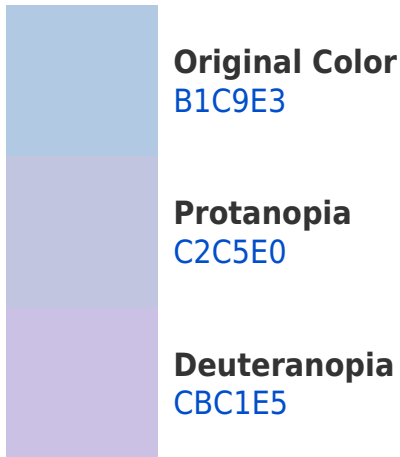 Original Color
B1C9E3
Protanopia
C2C5E0
Deuteranopia
CBC1E5